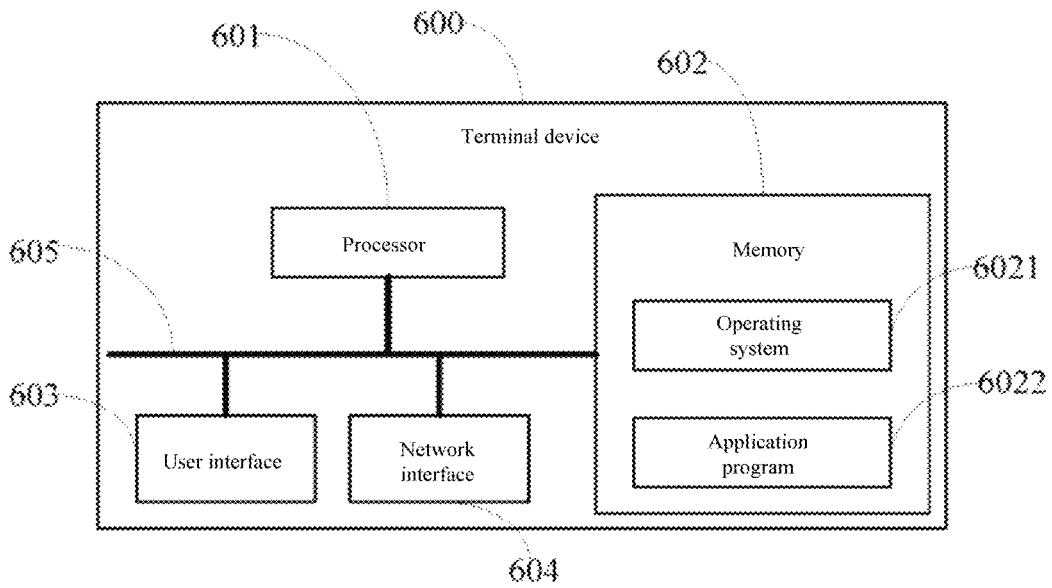 601
600
602
Terminal device
Processor
Memory
605
6021
Operating
system
603
6022
User interface
Network
interface
Application
program
604